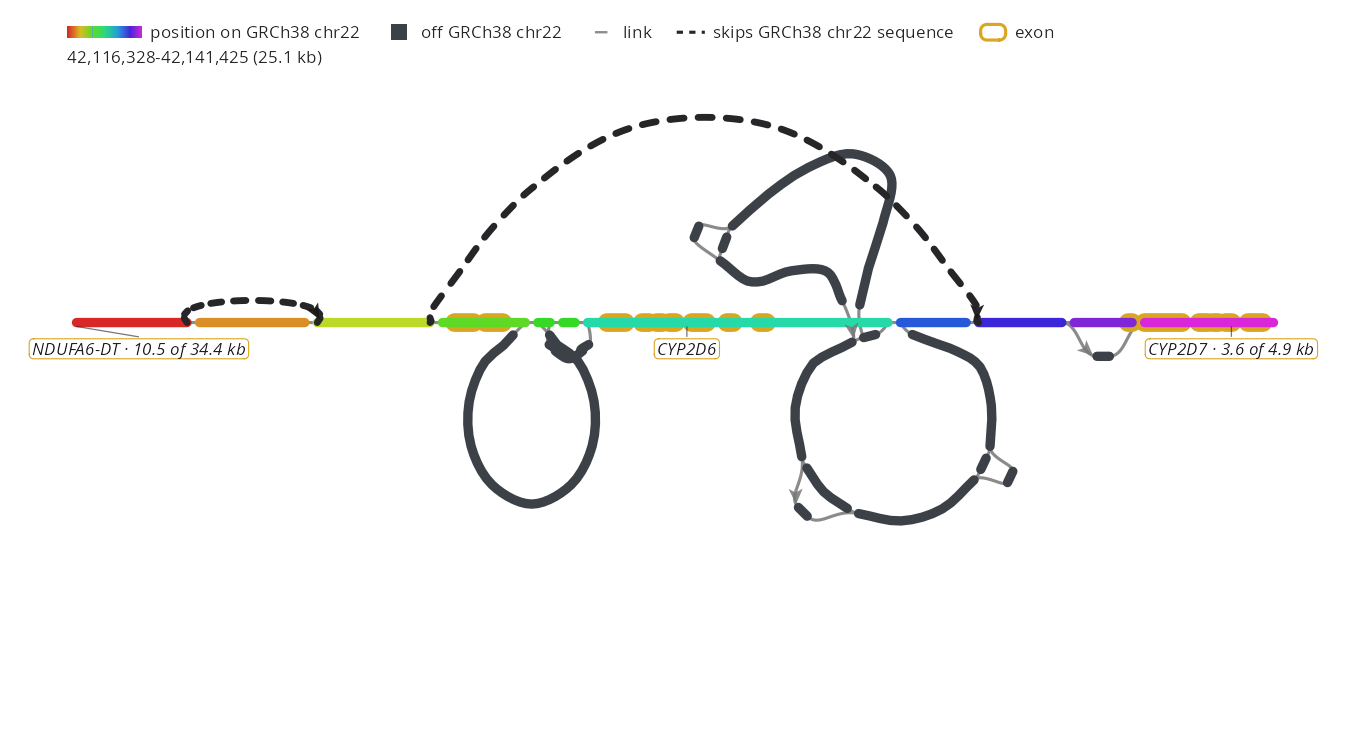 position on GRCh38 chr22
off GRCh38 chr22
link
skips GRCh38 chr22 sequence
exon
42,116,328-42,141,425 (25.1 kb)
NDUFA6-DT · 10.5 of 34.4 kb
CYP2D6
CYP2D7 · 3.6 of 4.9 kb